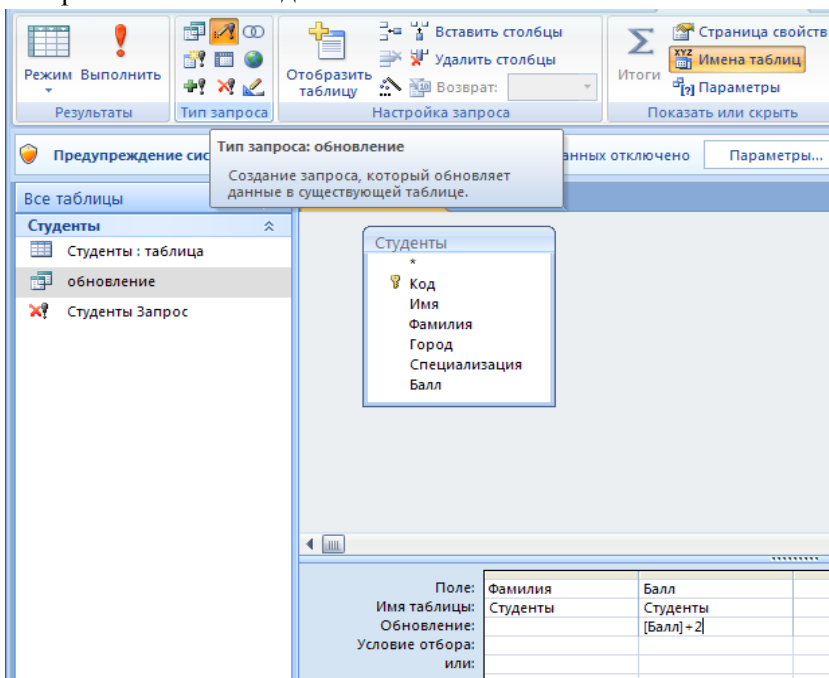 Режим Выполнить
Результаты
Тип запроса
Отобразить таблицу
Вставить столбцы
Удалить столбцы
Возврат:
Настройка запроса
Итоги
Страница свойств
XYZ Имена таблиц
[?] Параметры
Показать или скрыть
Предупреждение сис
анных отключено
Параметры...
Тип запроса: обновление
Создание запроса, который обновляет
данные в существующей таблице.
Все таблицы
Студенты
Студенты : таблица
обновление
Студенты Запрос
Студенты
*
Код
Имя
Фамилия
Город
Специализация
Балл
Поле: Фамилия Балл
Имя таблицы: Студенты Студенты
Обновление: [Балл]+2
Условие отбора:
или: